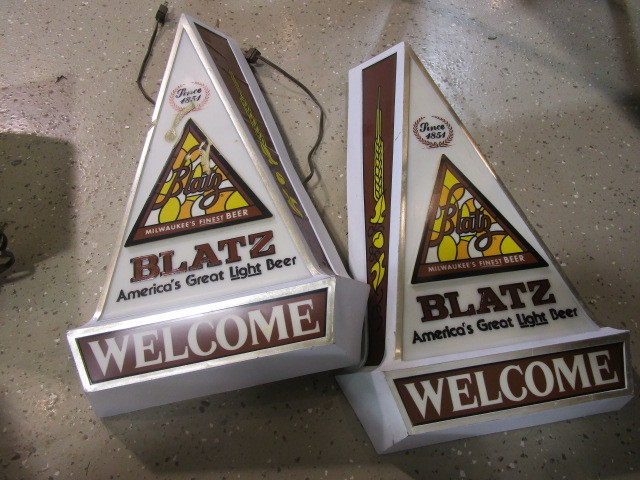 Since
1851
Blatz
MILWAUKEE'S FINEST BEER
BLATZ
America's Great Light Beer
WELCOME
Since
1851
Blatz
MILWAUKEE'S FINEST BEER
BLATZ
America's Great Light Beer
WELCOME